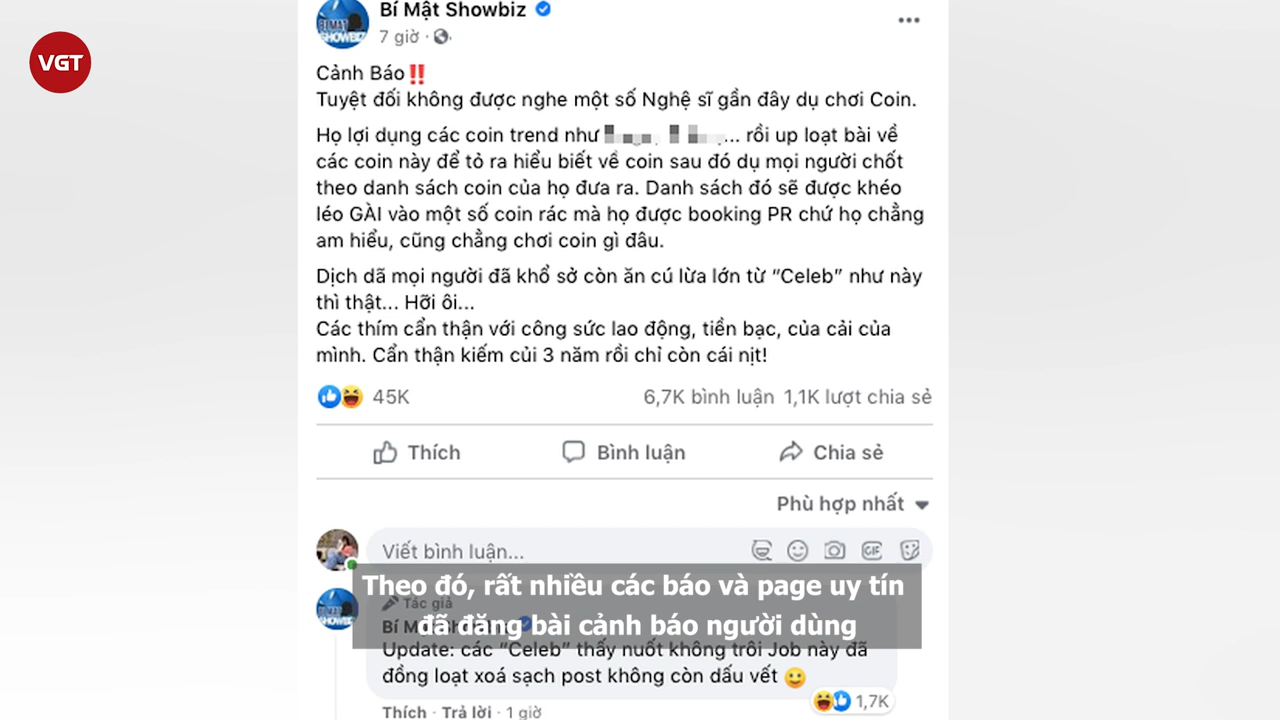 VGT
BÍ MẬT
SHOWBIZ
Bí Mật Showbiz
7 giờ ·
Cảnh Báo‼️
Tuyệt đối không được nghe một số Nghệ sĩ gần đây dụ chơi Coin.
Họ lợi dụng các coin trend như ... rồi up loạt bài về
các coin này để tỏ ra hiểu biết về coin sau đó dụ mọi người chốt
theo danh sách coin của họ đưa ra. Danh sách đó sẽ được khéo
léo GÀI vào một số coin rác mà họ được booking PR chứ họ chẳng
am hiểu, cũng chẳng chơi coin gì đâu.
Dịch dã mọi người đã khổ sở còn ăn cú lừa lớn từ “Celeb” như này
thì thật... Hỡi ôi...
Các thím cẩn thận với công sức lao động, tiền bạc, của cải của
mình. Cẩn thận kiếm củi 3 năm rồi chỉ còn cái nịt!
45K 6,7K bình luận 1,1K lượt chia sẻ
Thích Bình luận Chia sẻ
Phù hợp nhất
Viết bình luận...
GIF
Theo đó, rất nhiều các báo và page uy tín
đã đăng bài cảnh báo người dùng
Tác giả
Update: các “Celeb” thấy nuốt không trôi Job này đã
đồng loạt xoá sạch post không còn dấu vết 🙂
1,7K
Thích · Trả lời · 1 giờ